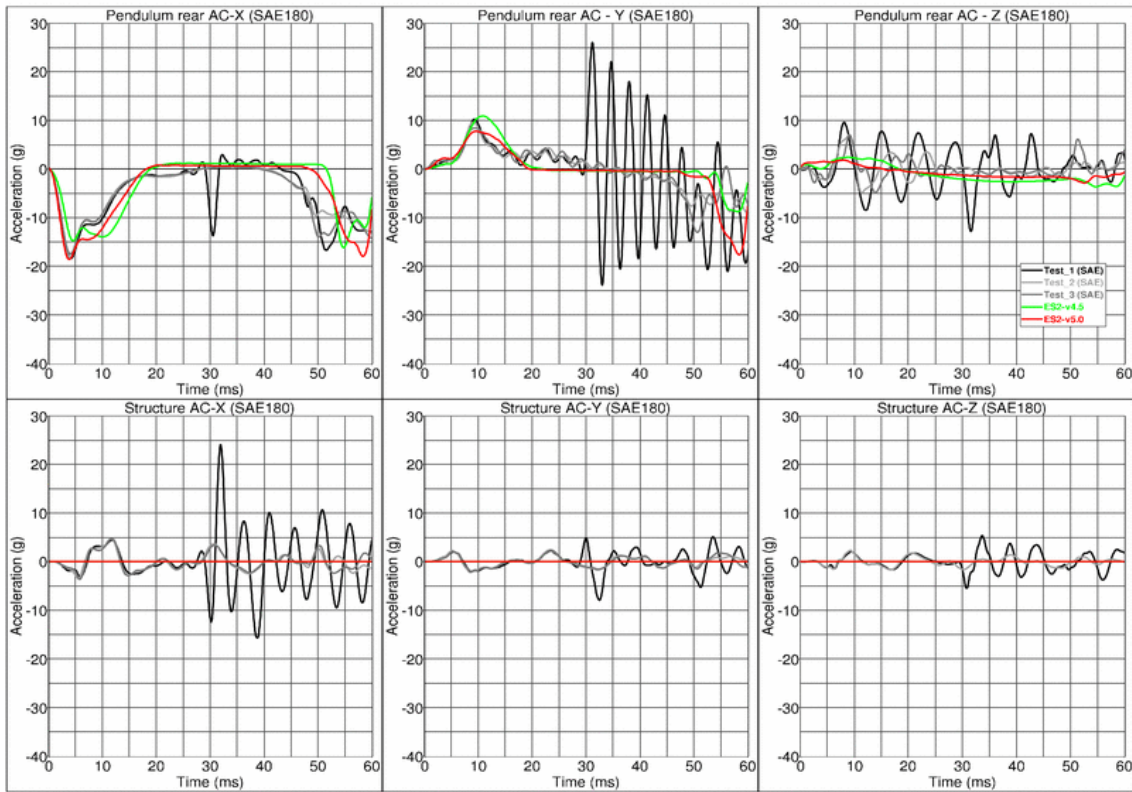 Pendulum rear AC-X (SAE180)
30
20
10
0
-10
-20
-30
-40
Acceleration (g)
0 10 20 30 40 50 60
Time (ms)
Pendulum rear AC - Y (SAE180)
30
20
10
0
-10
-20
-30
-40
Acceleration (g)
0 10 20 30 40 50 60
Time (ms)
Pendulum rear AC - Z (SAE180)
30
20
10
0
-10
-20
-30
-40
Acceleration (g)
Test_1 (SAE)
Test_2 (SAE)
Test_3 (SAE)
ES2-v4.5
ES2-v5.0
0 10 20 30 40 50 60
Time (ms)
Structure AC-X (SAE180)
30
20
10
0
-10
-20
-30
-40
Acceleration (g)
0 10 20 30 40 50 60
Time (ms)
Structure AC-Y (SAE180)
30
20
10
0
-10
-20
-30
-40
Acceleration (g)
0 10 20 30 40 50 60
Time (ms)
Structure AC-Z (SAE180)
30
20
10
0
-10
-20
-30
-40
Acceleration (g)
0 10 20 30 40 50 60
Time (ms)